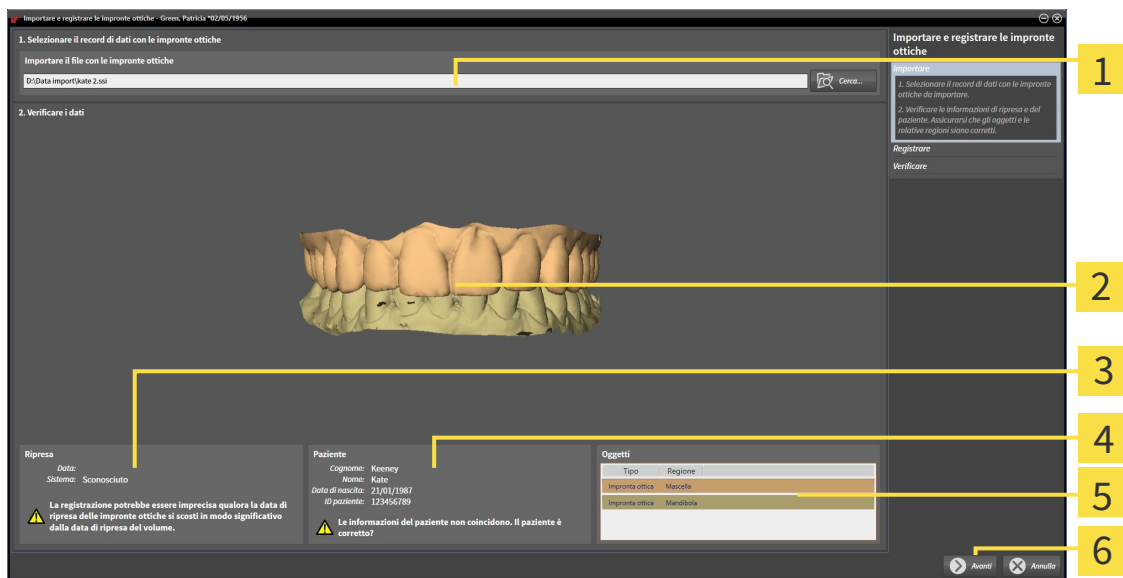 Importare e registrare le impronte ottiche - Green, Patricia *02/05/1956
1. Selezionare il record di dati con le impronte ottiche
Importare il file con le impronte ottiche
D:\Data import\kate 2.ssi
Cerca...
2. Verificare i dati
Ripresa
Data:
Sistema: Sconosciuto
La registrazione potrebbe essere imprecisa qualora la data di
ripresa delle impronte ottiche si scosti in modo significativo
dalla data di ripresa del volume.
Paziente
Cognome: Keeney
Nome: Kate
Data di nascita: 21/01/1987
ID paziente: 123456789
Le informazioni del paziente non coincidono. Il paziente è
corretto?
Oggetti
Tipo Regione
Impronta ottica Mascella
Impronta ottica Mandibola
Importare e registrare le impronte
ottiche
Importare
1. Selezionare il record di dati con le impronte
ottiche da importare.
2. Verificare le informazioni di ripresa e del
paziente. Assicurarsi che gli oggetti e le
relative regioni siano corretti.
Registrare
Verificare
Avanti
Annulla
1
2
3
4
5
6